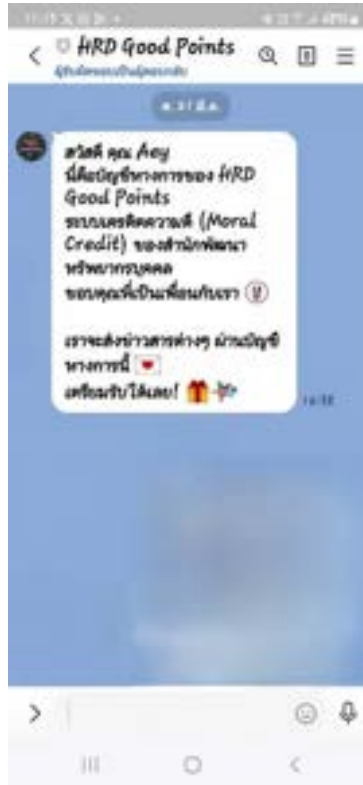 HRD Good Points
สวัสดี คุณ Aey
นี่คือบัญชีทางการของ HRD
Good Points
ระบบเครดิตความดี (Moral
Credit) ของสำนักพัฒนา
ทรัพยากรบุคคล
ขอบคุณที่เป็นเพื่อนกับเรา
เราจะส่งข่าวสารต่างๆ ผ่านบัญชี
ทางการนี้
เตรียมรับได้เลย!